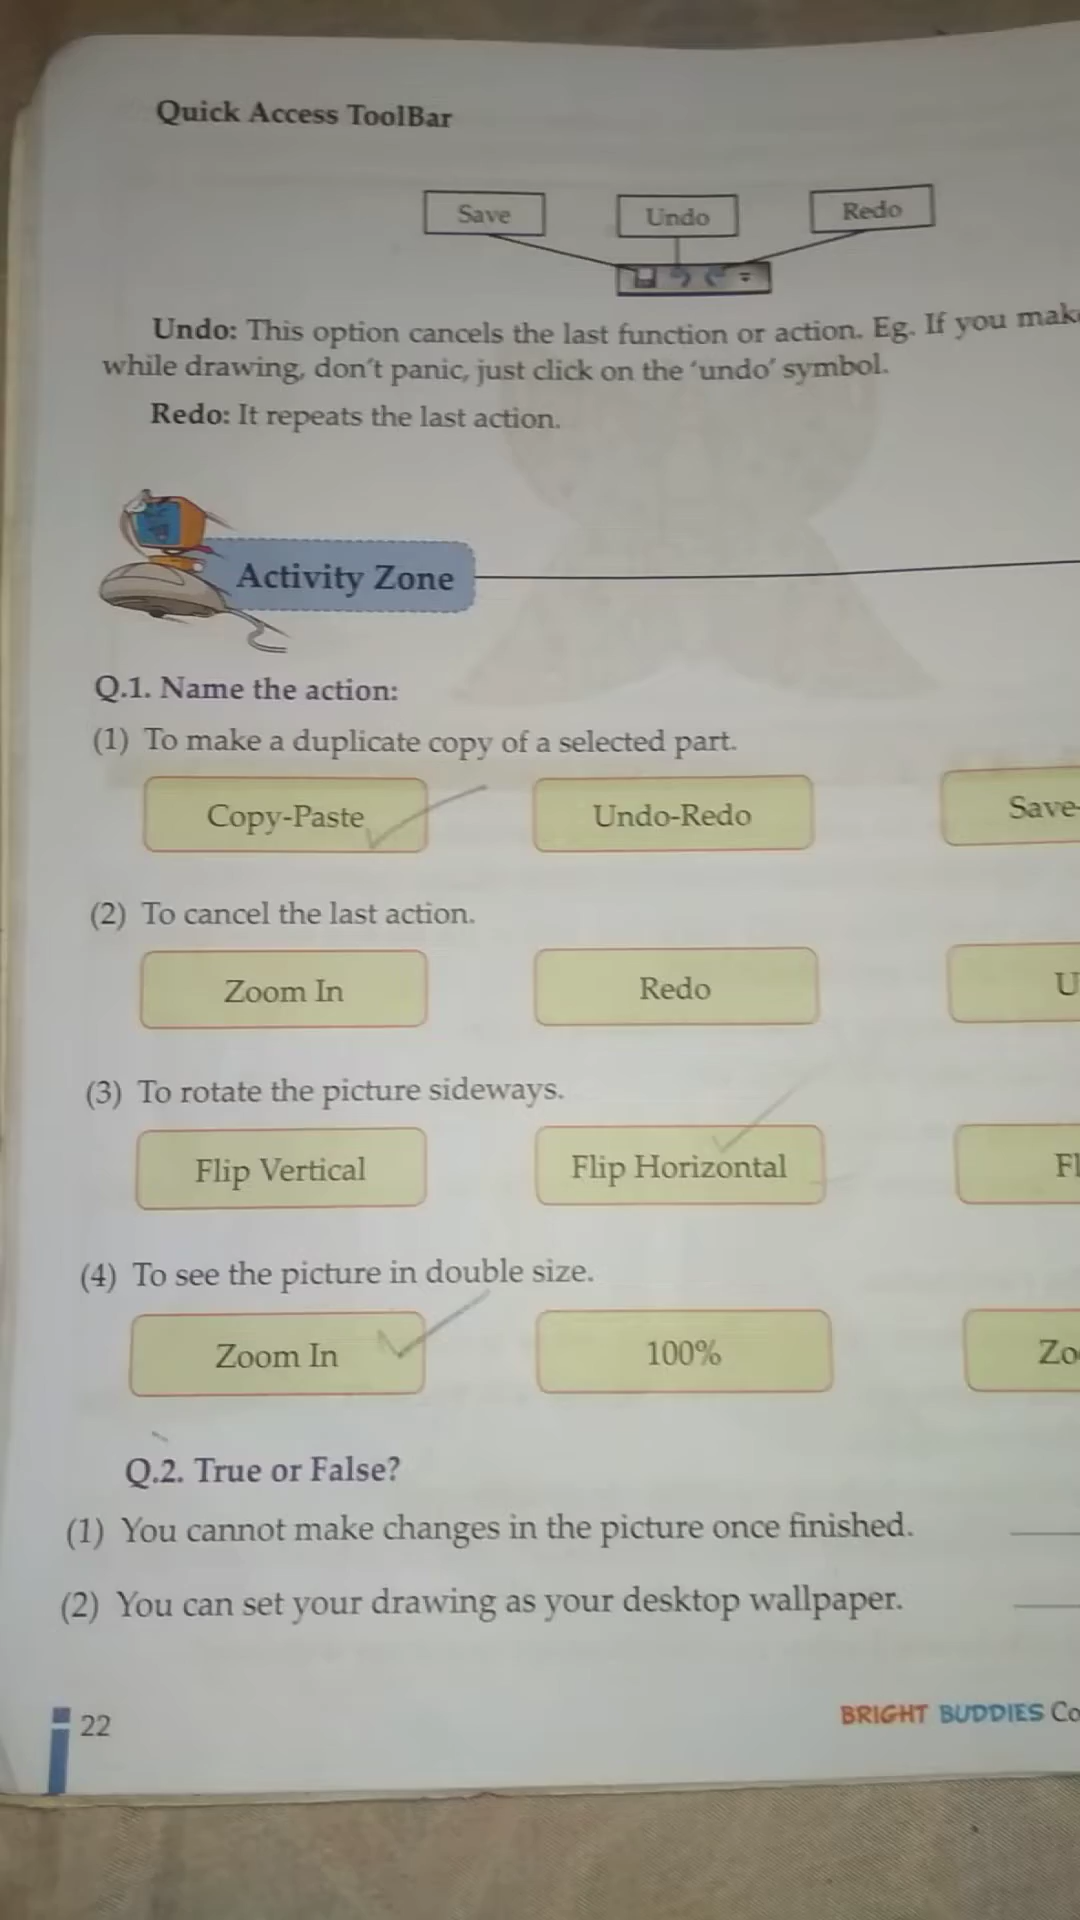 Quick Access ToolBar
Save Undo Redo
Undo: This option cancels the last function or action. Eg. If you mak
while drawing, don't panic, just click on the 'undo' symbol.
Redo: It repeats the last action.
Activity Zone
Q.1. Name the action:
(1) To make a duplicate copy of a selected part.
Copy-Paste Undo-Redo Save-
(2) To cancel the last action.
Zoom In Redo U
(3) To rotate the picture sideways.
Flip Vertical Flip Horizontal Fl
(4) To see the picture in double size.
Zoom In 100% Zo
Q.2. True or False?
(1) You cannot make changes in the picture once finished.
(2) You can set your drawing as your desktop wallpaper.
22 BRIGHT BUDDIES Co